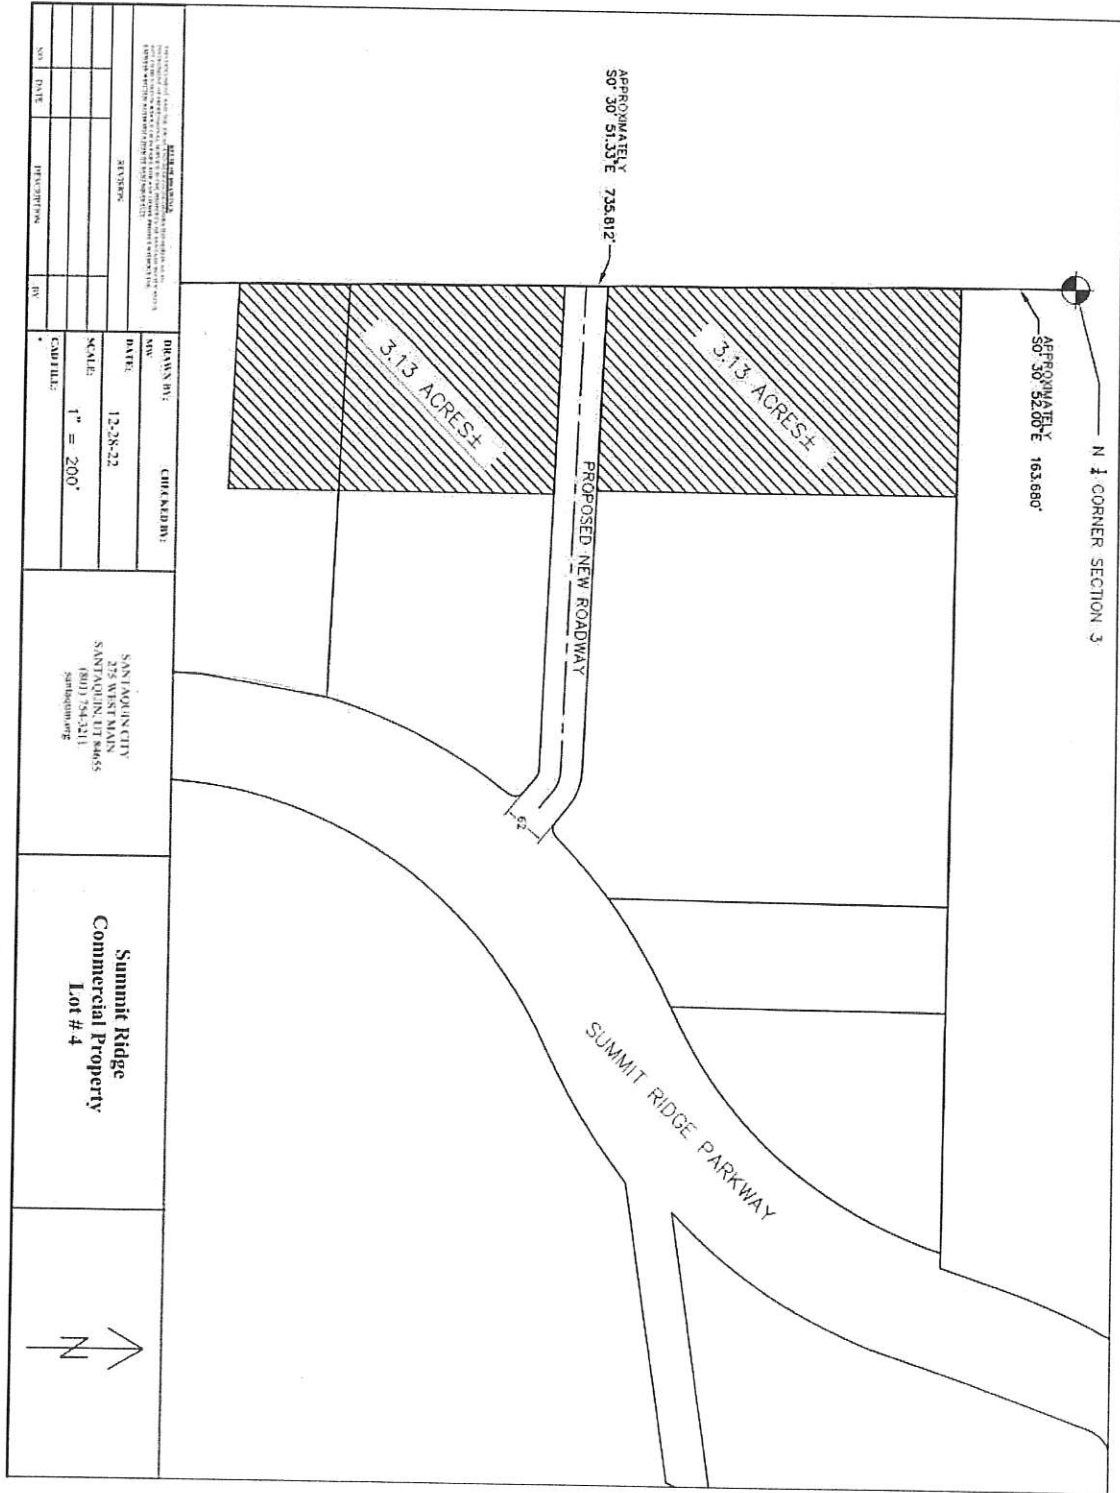 N ¼ CORNER SECTION 3
APPROXIMATELY
S0° 30' 52.00"E 163.680'
APPROXIMATELY
S0° 30' 51.33"E 735.812'
3.13 ACRES±
3.13 ACRES±
PROPOSED NEW ROADWAY
62
SUMMIT RIDGE PARKWAY
REVISION
NO
DATE
DESCRIPTION
BY
DRAWN BY:
MW
CHECKED BY:
DATE:
12-28-22
SCALE:
1" = 200'
CAD FILE:
SANTAQUIN CITY
275 WEST MAIN
SANTAQUIN, UT 84655
(801) 754-3211
santaquin.org
Summit Ridge
Commercial Property
Lot # 4
N